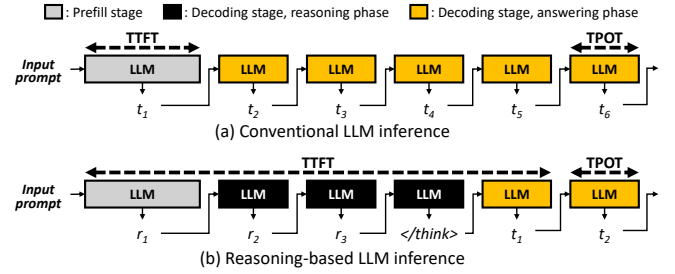 : Prefill stage : Decoding stage, reasoning phase : Decoding stage, answering phase
TTFT TPOT
Input prompt LLM LLM LLM LLM LLM LLM
t1 t2 t3 t4 t5 t6
(a) Conventional LLM inference
TTFT TPOT
Input prompt LLM LLM LLM LLM LLM LLM
r1 r2 r3 </think> t1 t2
(b) Reasoning-based LLM inference